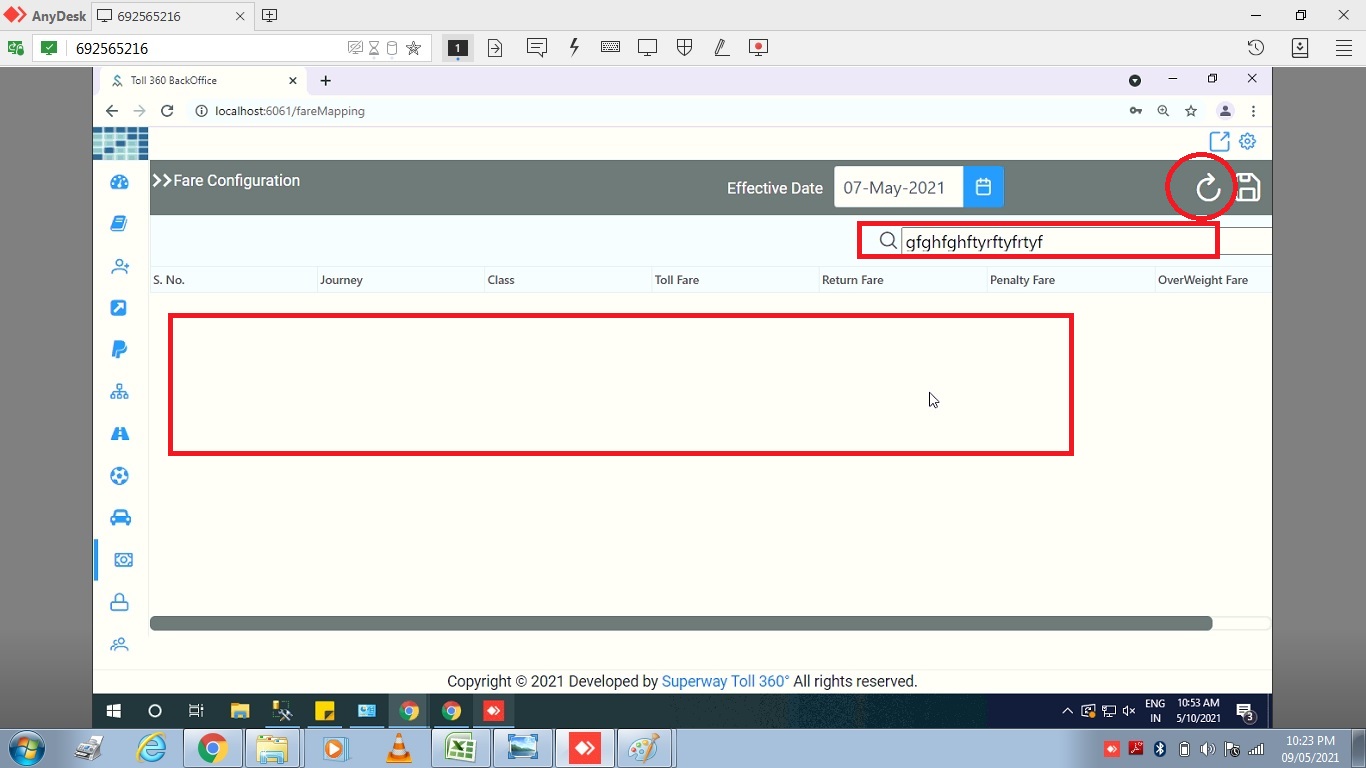 AnyDesk
692565216
692565216
1
Toll 360 BackOffice
localhost:6061/fareMapping
>>Fare Configuration
Effective Date
07-May-2021
gfghfghftyrftyfrtyf
S. No.
Journey
Class
Toll Fare
Return Fare
Penalty Fare
OverWeight Fare
Copyright © 2021 Developed by Superway Toll 360° All rights reserved.
ENG
IN
10:53 AM
5/10/2021
3
10:23 PM
09/05/2021